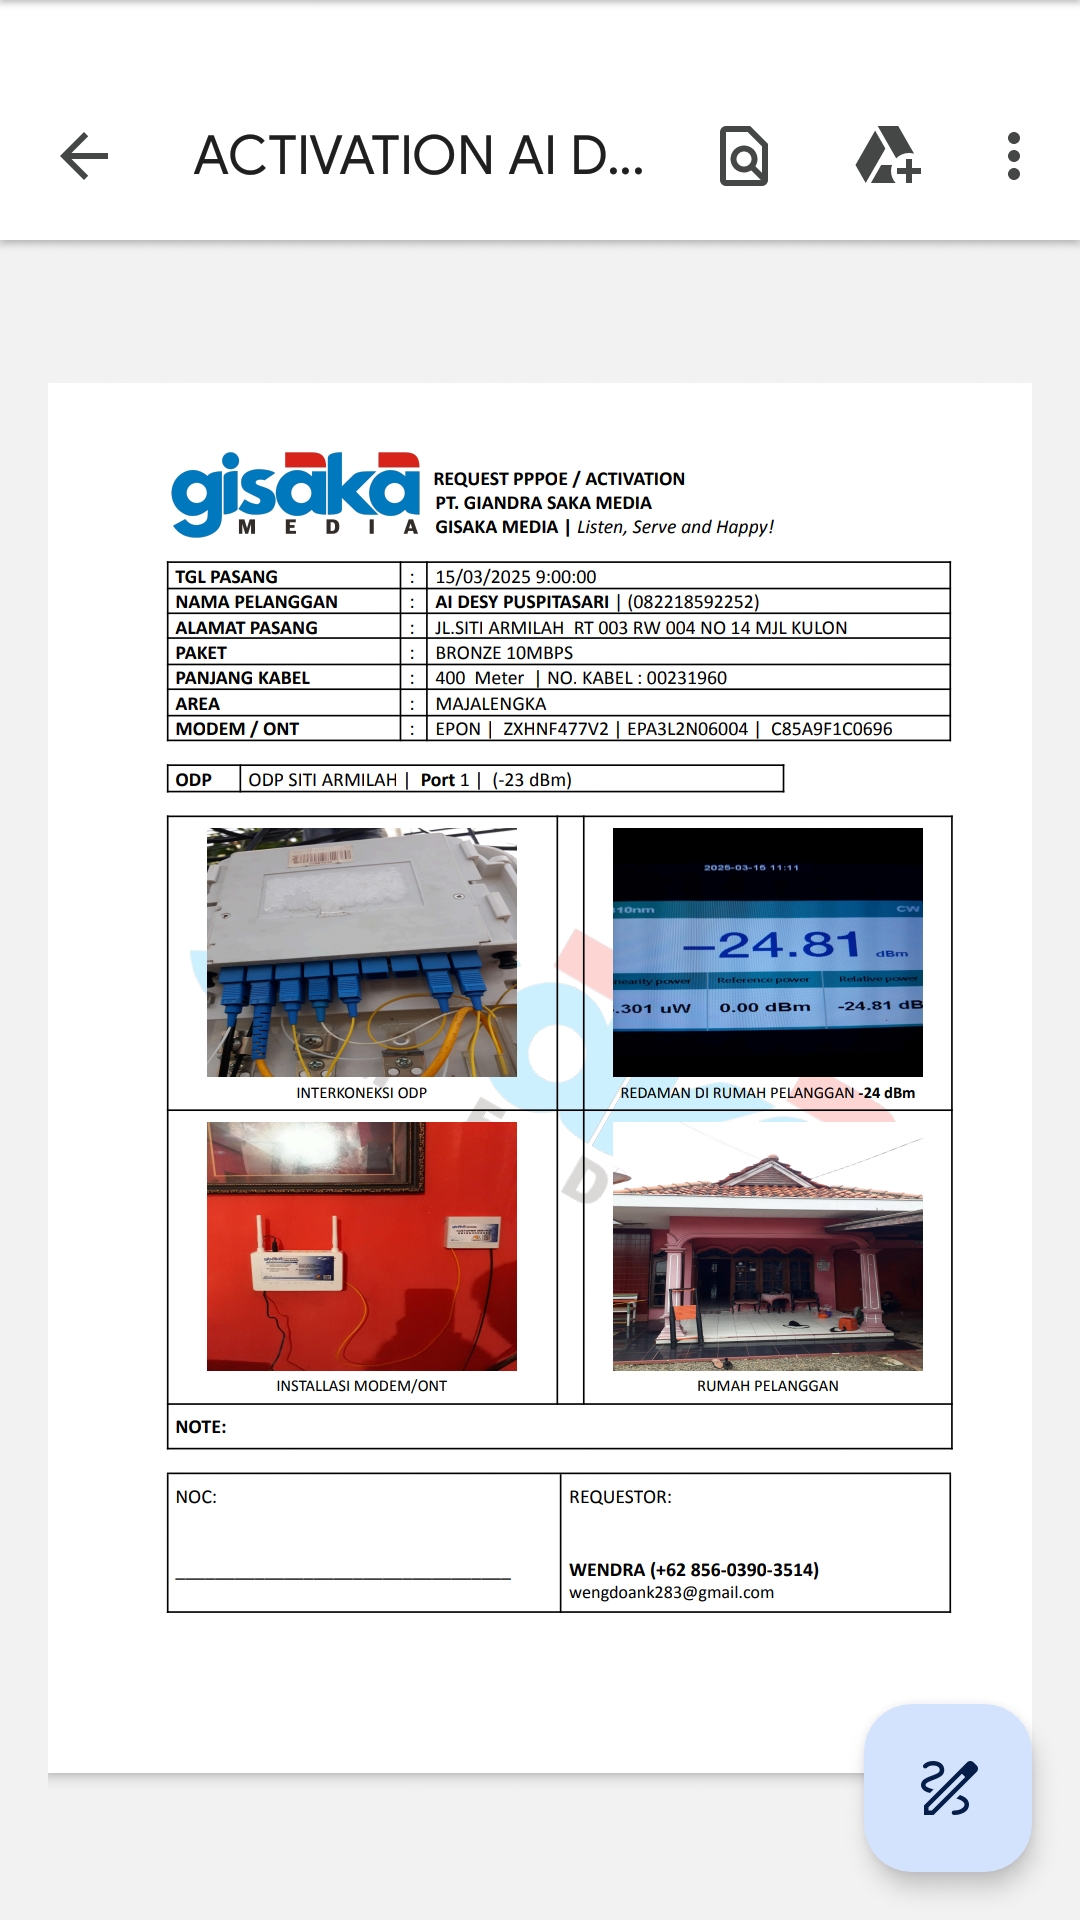 ACTIVATION AI D...
gisaka
MEDIA
REQUEST PPPOE / ACTIVATION
PT. GIANDRA SAKA MEDIA
GISAKA MEDIA | Listen, Serve and Happy!
TGL PASANG : 15/03/2025 9:00:00
NAMA PELANGGAN : AI DESY PUSPITASARI | (082218592252)
ALAMAT PASANG : JL.SITI ARMILAH RT 003 RW 004 NO 14 MJL KULON
PAKET : BRONZE 10MBPS
PANJANG KABEL : 400 Meter | NO. KABEL : 00231960
AREA : MAJALENGKA
MODEM / ONT : EPON | ZXHNF477V2 | EPA3L2N06004 | C85A9F1C0696
ODP ODP SITI ARMILAH | Port 1 | (-23 dBm)
2025-03-15 11:11
10nm CW
-24.81 dBm
nearity power Reference power Relative power
.301 uW 0.00 dBm -24.81 dB
INTERKONEKSI ODP
REDAMAN DI RUMAH PELANGGAN -24 dBm
INSTALLASI MODEM/ONT
RUMAH PELANGGAN
NOTE:
NOC:
REQUESTOR:
WENDRA (+62 856-0390-3514)
wengdoank283@gmail.com